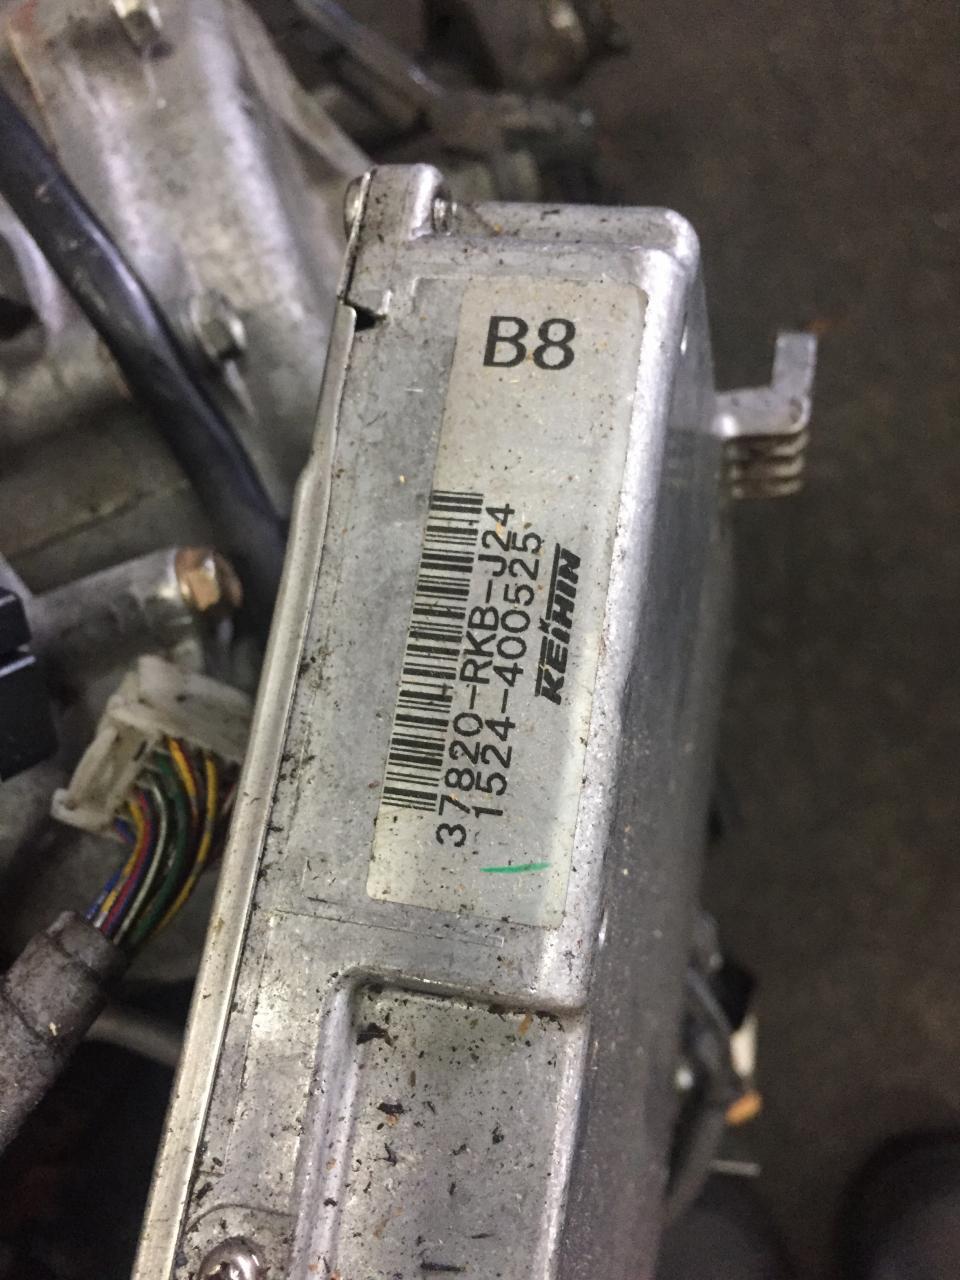 B8
37820-RKB-J24
1524-400525
KEIHIN